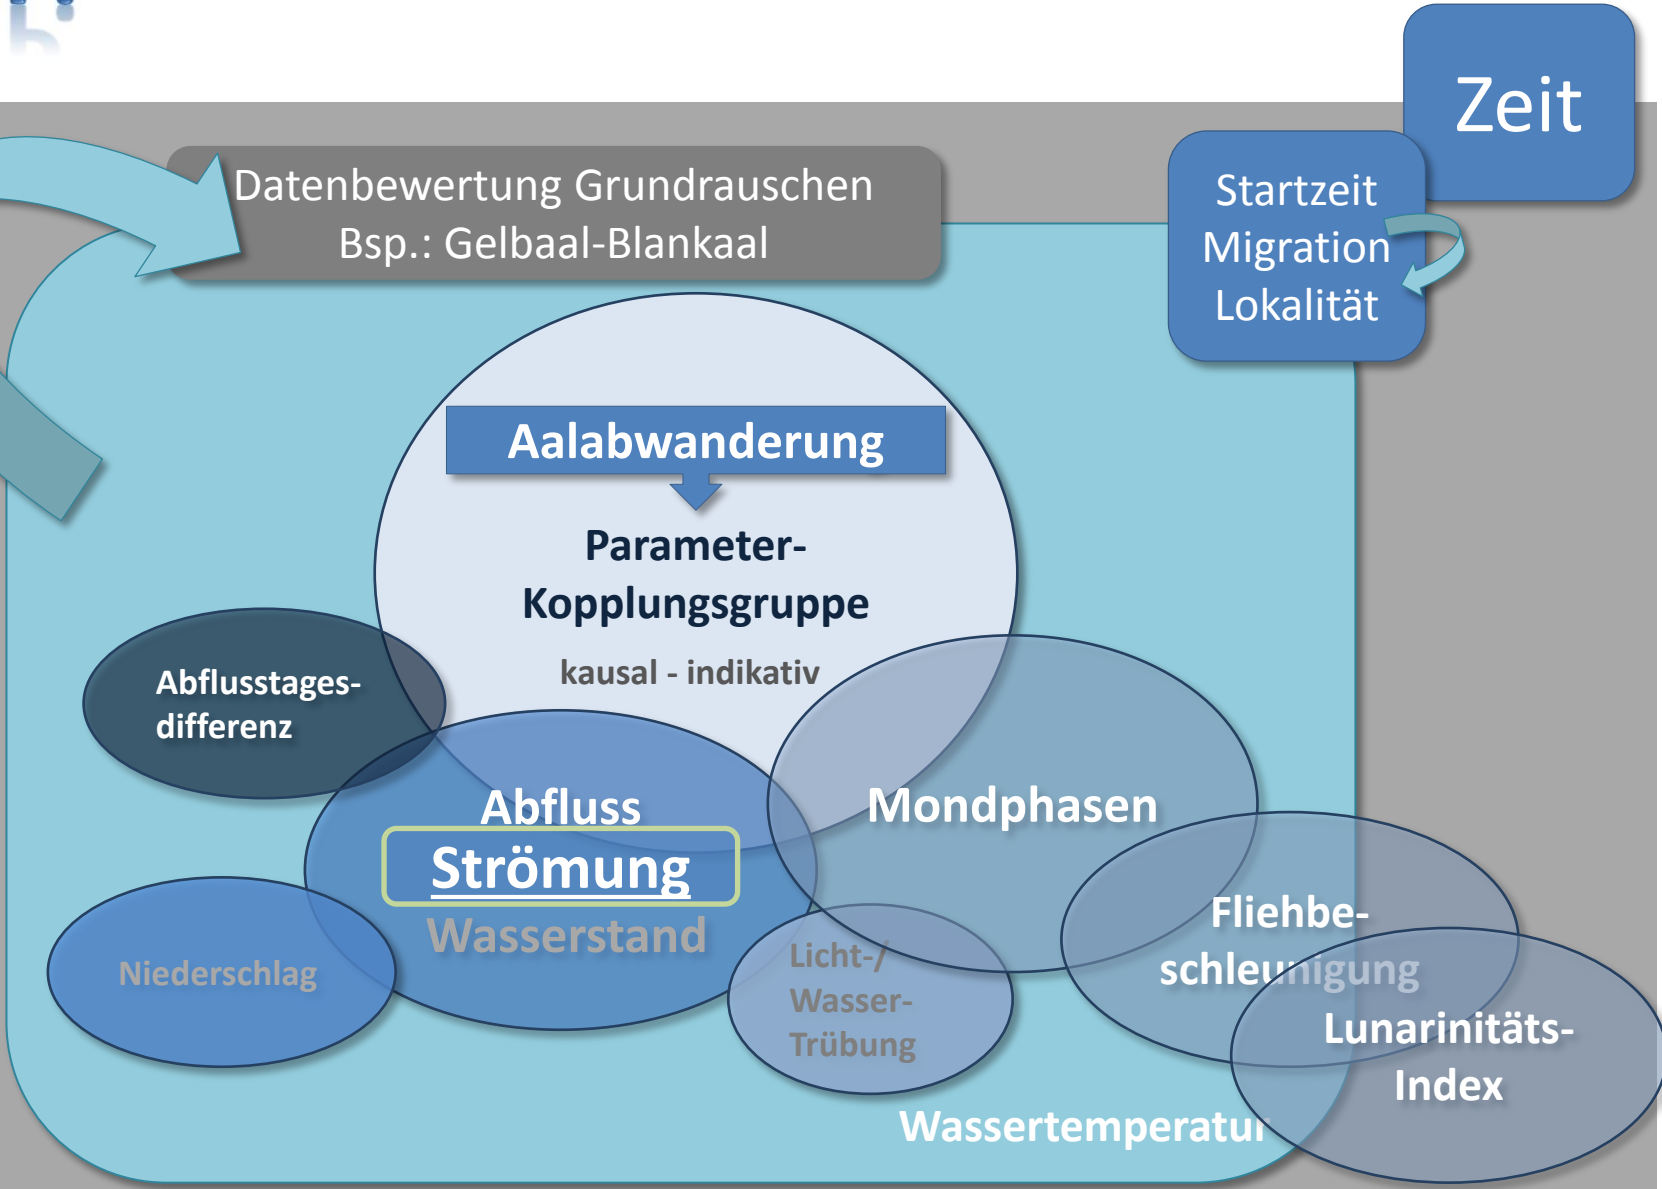 Zeit
Datenbewertung Grundrauschen
Bsp.: Gelbaal-Blankaal
Startzeit
Migration
Lokalität
Aalabwanderung
Parameter-
Kopplungsgruppe
kausal - indikativ
Abflusstages-
differenz
Abfluss
Strömung
Wasserstand
Mondphasen
Niederschlag
Licht-/
Wasser-
Trübung
Fliehbe-
schleunigung
Lunarinitäts-
Index
Wassertemperatur